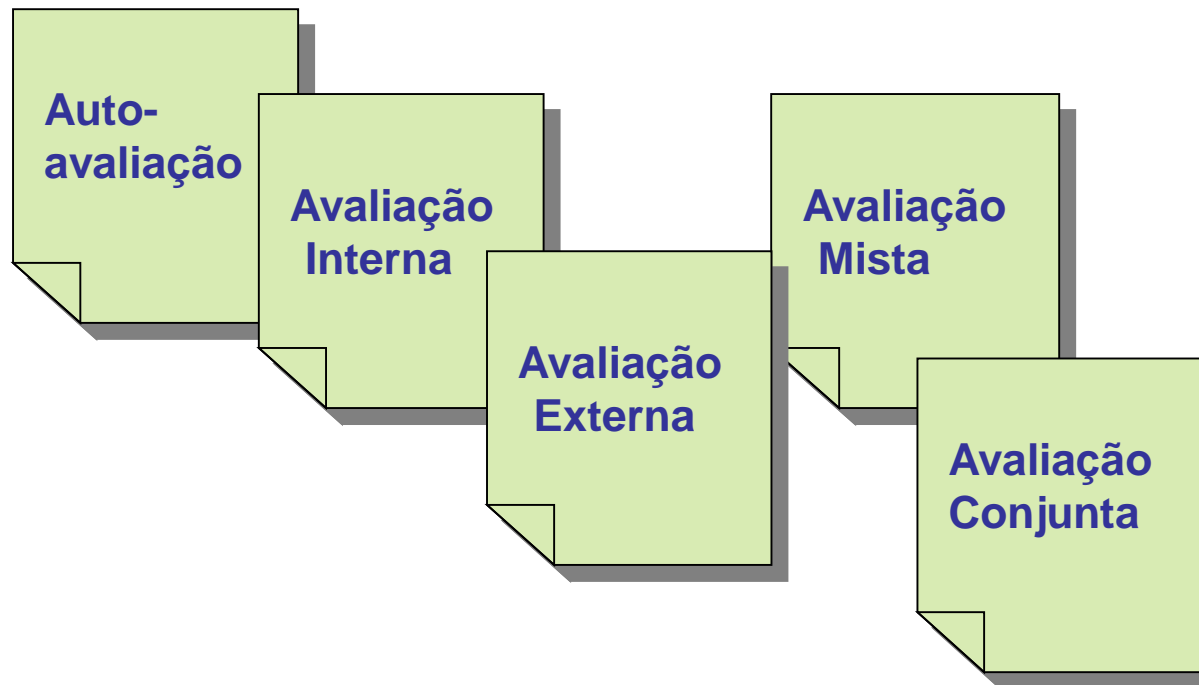 Auto-
avaliação
Avaliação
Interna
Avaliação
Externa
Avaliação
Mista
Avaliação
Conjunta